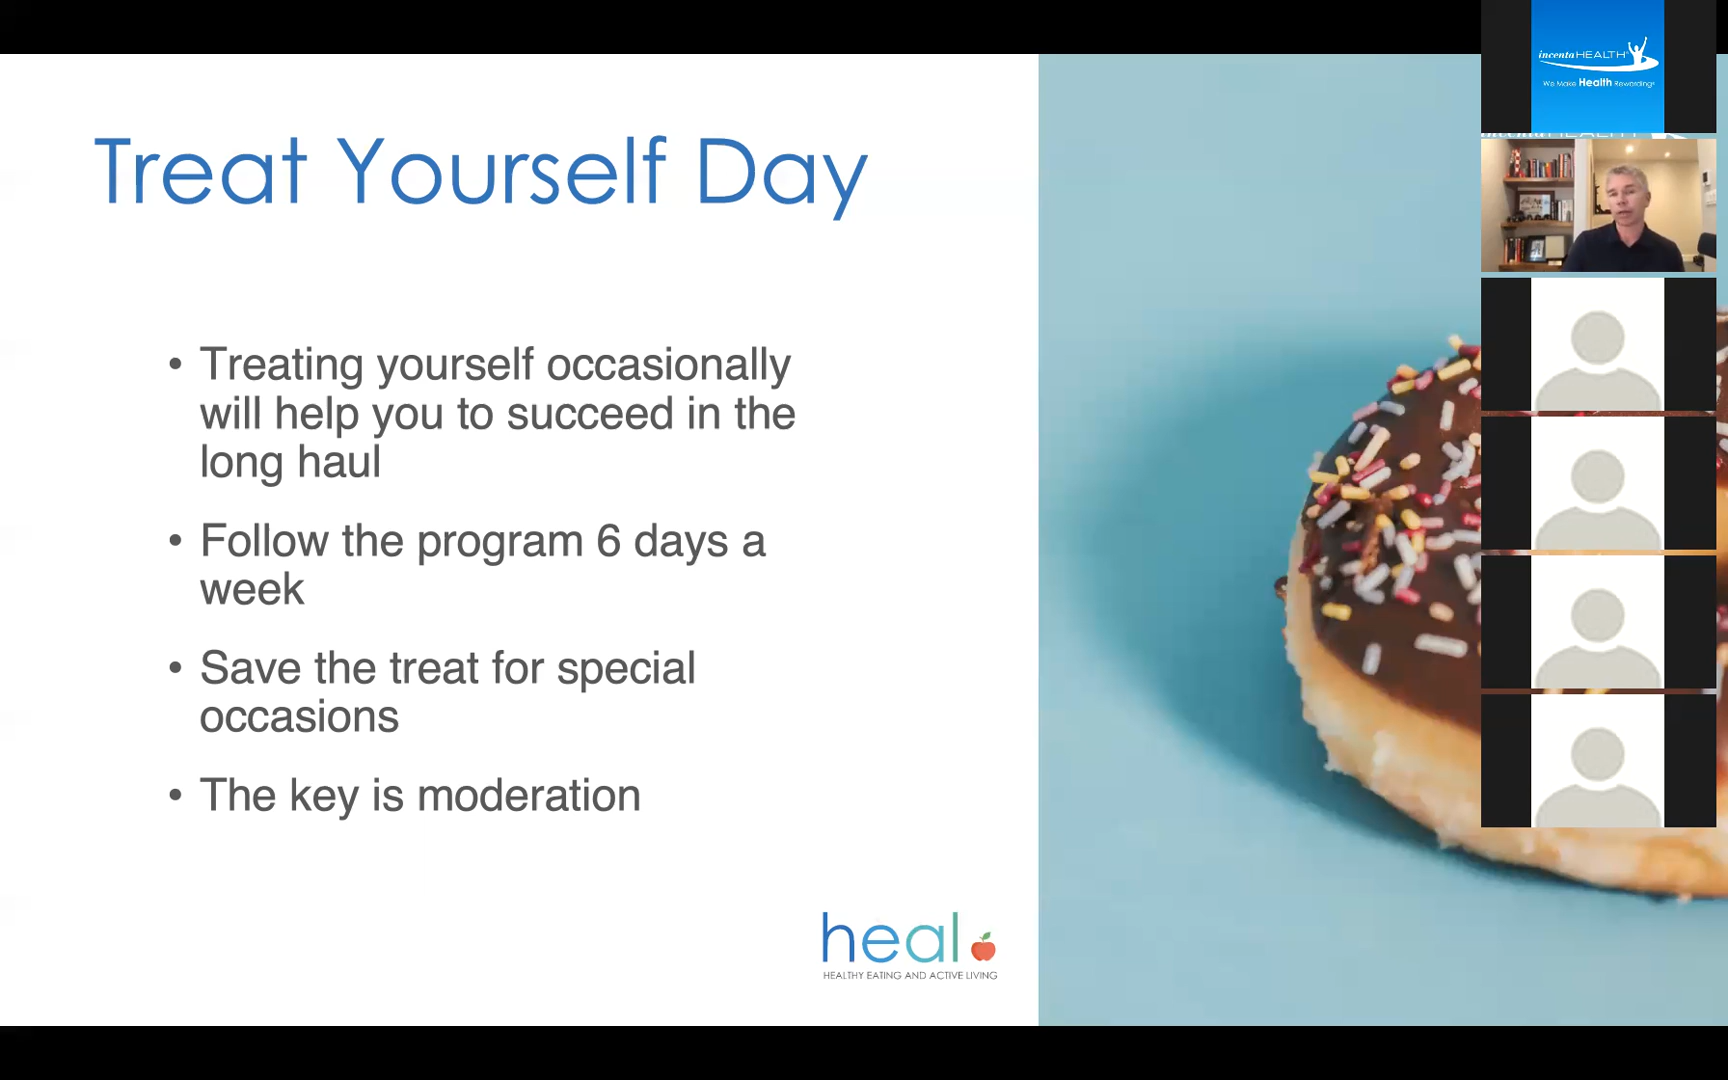 Treat Yourself Day
• Treating yourself occasionally
will help you to succeed in the
long haul
• Follow the program 6 days a
week
• Save the treat for special
occasions
• The key is moderation
heal
HEALTHY EATING AND ACTIVE LIVING
incentaHEALTH®
We Make Health Rewarding®